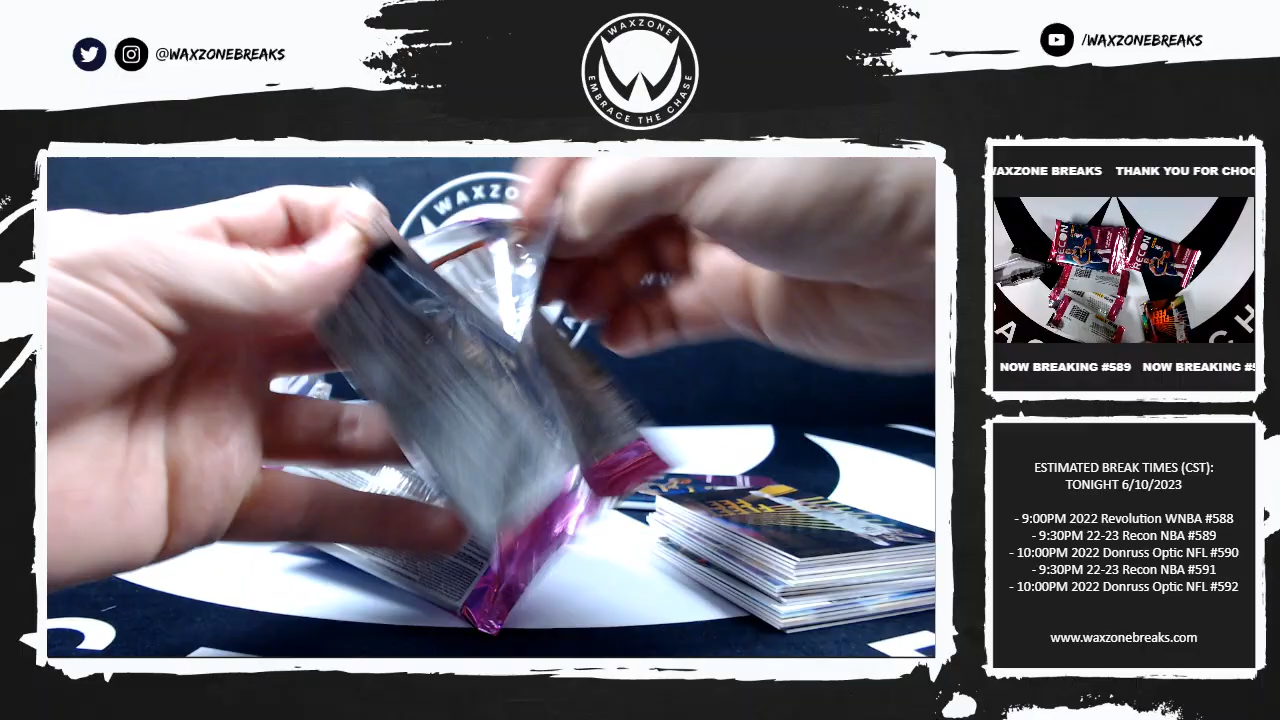 @WAXZONEBREAKS
WAXZONE
EMBRACE THE CHASE
/WAXZONEBREAKS
WAXZO
WAXZONE BREAKS THANK YOU FOR CHOO
RECON
NOW BREAKING #589 NOW BREAKING #5
ESTIMATED BREAK TIMES (CST):
TONIGHT 6/10/2023
- 9:00PM 2022 Revolution WNBA #588
- 9:30PM 22-23 Recon NBA #589
- 10:00PM 2022 Donruss Optic NFL #590
- 9:30PM 22-23 Recon NBA #591
- 10:00PM 2022 Donruss Optic NFL #592
www.waxzonebreaks.com